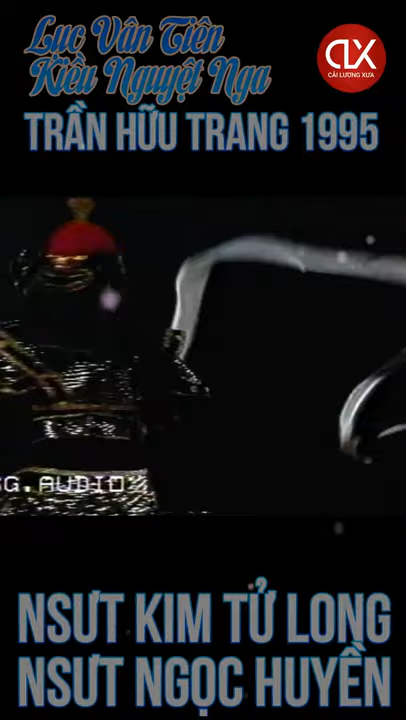 Lục Vân Tiên
Kiều Nguyệt Nga
CLX
CẢI LƯƠNG XƯA
TRẦN HỮU TRANG 1995
G.AUDIO
NSƯT KIM TỬ LONG
NSƯT NGỌC HUYỀN